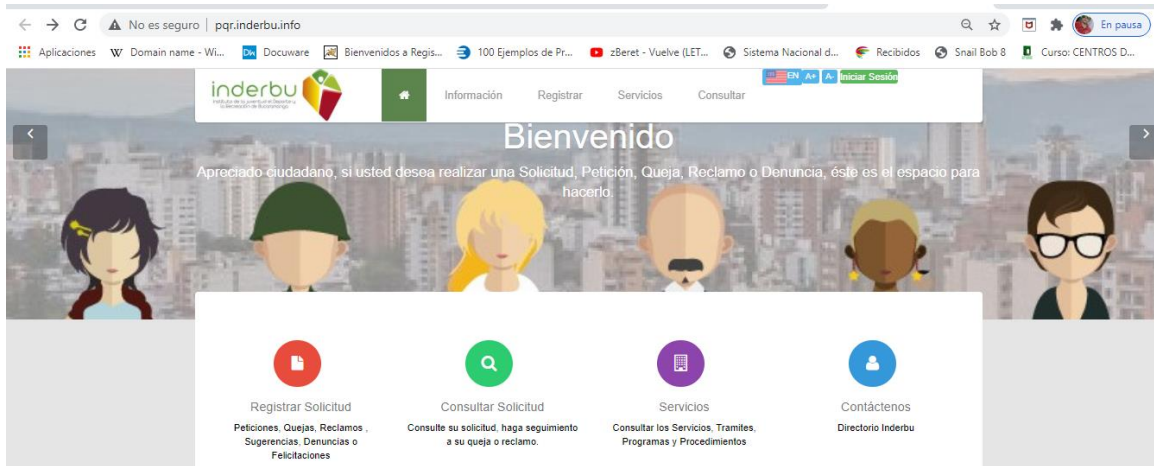 No es seguro | pqr.inderbu.info
En pausa
Aplicaciones W Domain name - Wi... Dw Docuware Bienvenidos a Regis... 100 Ejemplos de Pr... zBeret - Vuelve (LET... Sistema Nacional d... Recibidos Snail Bob 8 Curso: CENTROS D...
EN A+ A- Iniciar Sesión
inderbu
Información Registrar Servicios Consultar
Bienvenido
Apreciado ciudadano, si usted desea realizar una Solicitud, Petición, Queja, Reclamo o Denuncia, éste es el espacio para
hacerlo.
Registrar Solicitud
Peticiones, Quejas, Reclamos ,
Sugerencias, Denuncias o
Felicitaciones
Consultar Solicitud
Consulte su solicitud, haga seguimiento
a su queja o reclamo.
Servicios
Consultar los Servicios, Tramites,
Programas y Procedimientos
Contáctenos
Directorio Inderbu